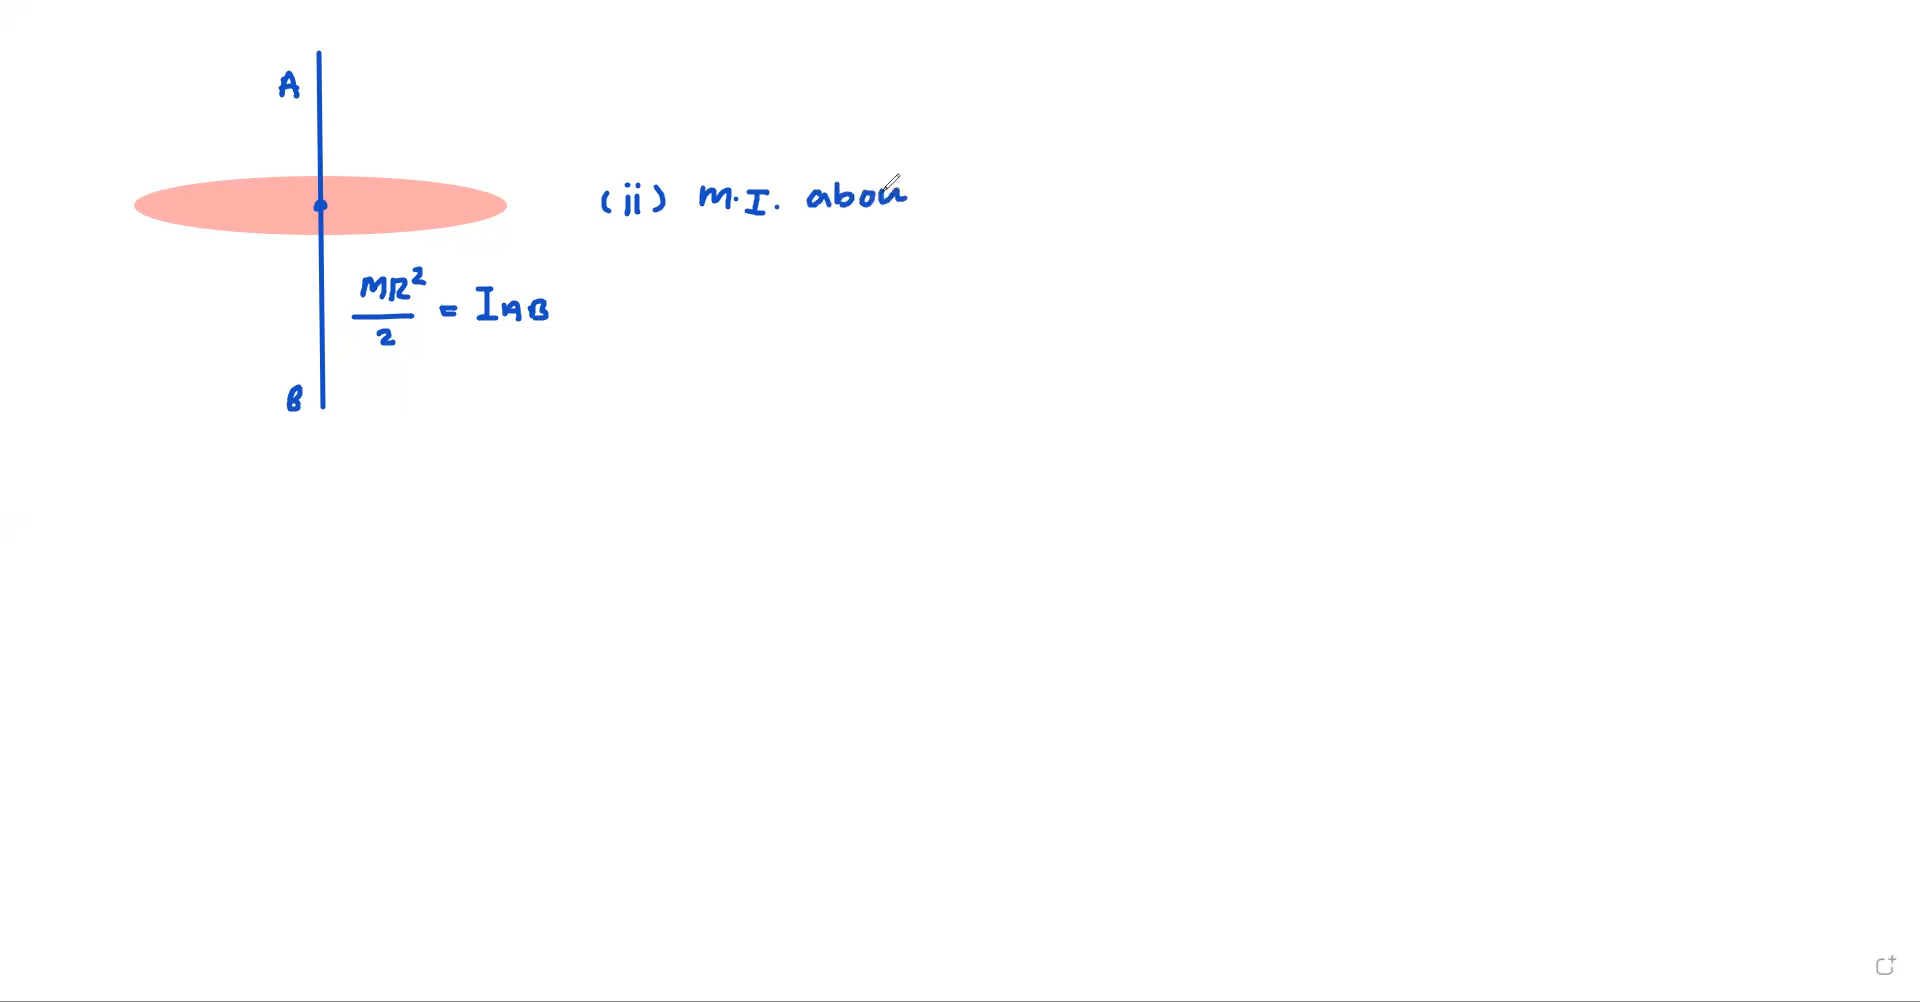 A
(ii) M.I. abou
MR²/2 = IAB
B